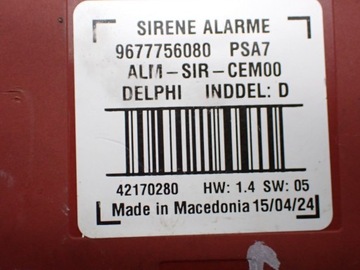 SIRENE ALARME
9677756080 PSA7
ALM-SIR-CEM00
DELPHI INDDEL: D
42170280 HW: 1.4 SW: 05
Made in Macedonia 15/04/24